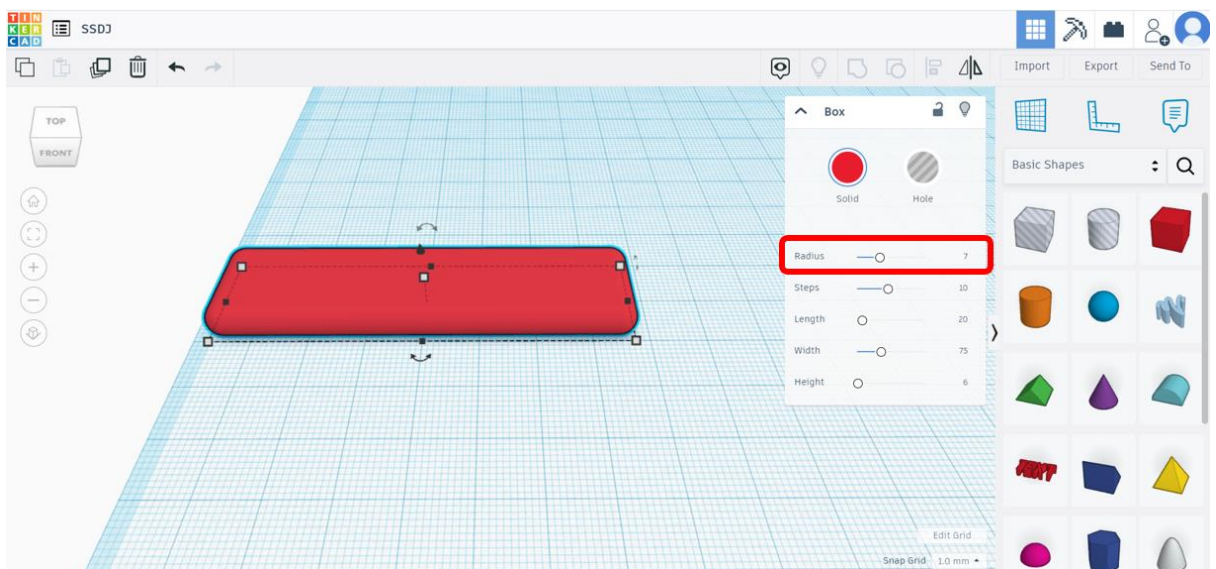 TIN
KER
CAD
SSDJ
Import
Export
Send To
TOP
FRONT
Box
Solid
Hole
Radius 7
Steps 10
Length 20
Width 75
Height 6
Basic Shapes
TEXT
Edit Grid
Snap Grid 1.0 mm